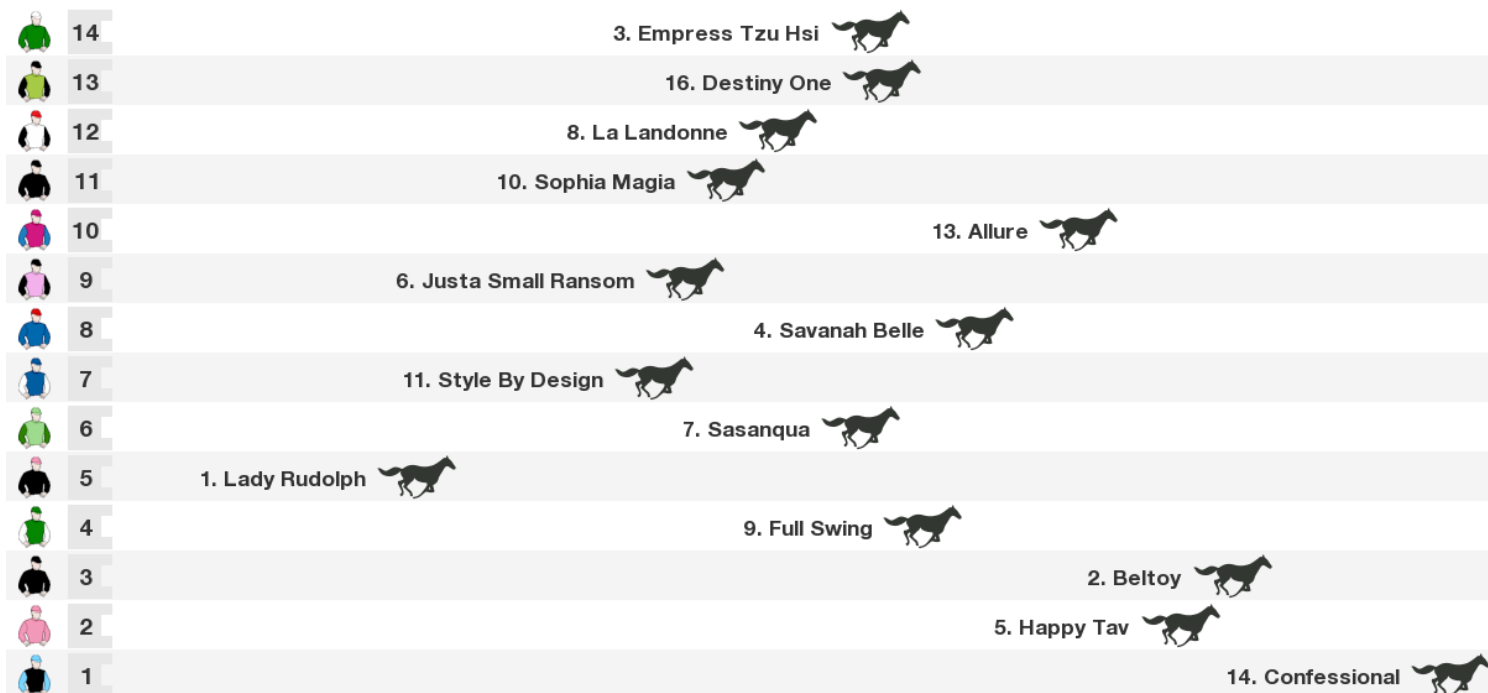 14 3. Empress Tzu Hsi
13 16. Destiny One
12 8. La Landonne
11 10. Sophia Magia
10 13. Allure
9 6. Justa Small Ransom
8 4. Savanah Belle
7 11. Style By Design
6 7. Sasanqua
5 1. Lady Rudolph
4 9. Full Swing
3 2. Beltoy
2 5. Happy Tav
1 14. Confessional